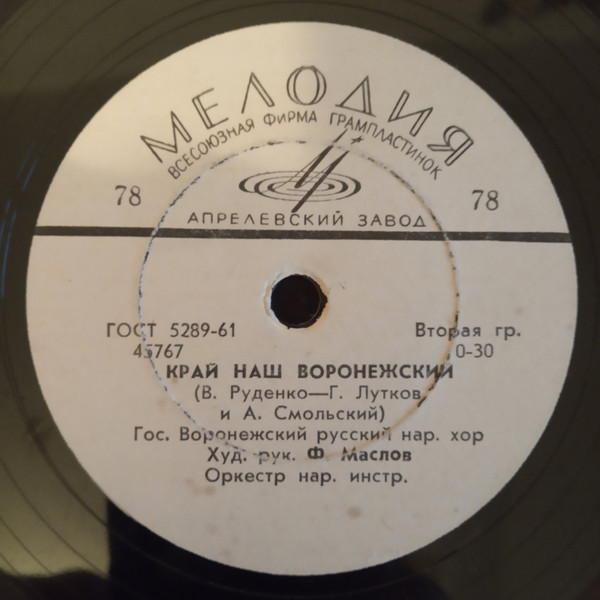 МЕЛОДИЯ
ВСЕСОЮЗНАЯ ФИРМА ГРАМПЛАСТИНОК
78 78
АПРЕЛЕВСКИЙ ЗАВОД
ГОСТ 5289-61 Вторая гр.
45767 0-30
КРАЙ НАШ ВОРОНЕЖСКИЙ
(В. Руденко—Г. Лутков
и А. Смольский)
Гос. Воронежский русский нар. хор
Худ. рук. Ф. Маслов
Оркестр нар. инстр.